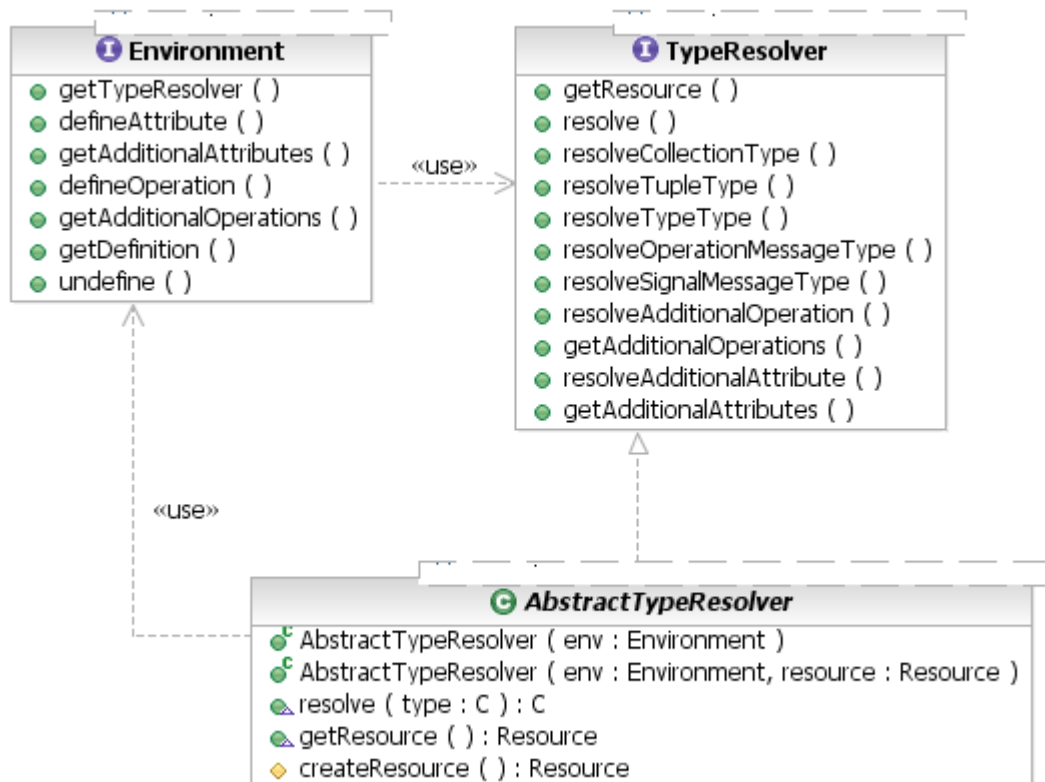 Environment
getTypeResolver ( )
defineAttribute ( )
getAdditionalAttributes ( )
defineOperation ( )
getAdditionalOperations ( )
getDefinition ( )
undefine ( )
«use»
TypeResolver
getResource ( )
resolve ( )
resolveCollectionType ( )
resolveTupleType ( )
resolveTypeType ( )
resolveOperationMessageType ( )
resolveSignalMessageType ( )
resolveAdditionalOperation ( )
getAdditionalOperations ( )
resolveAdditionalAttribute ( )
getAdditionalAttributes ( )
«use»
AbstractTypeResolver
AbstractTypeResolver ( env : Environment )
AbstractTypeResolver ( env : Environment, resource : Resource )
resolve ( type : C ) : C
getResource ( ) : Resource
createResource ( ) : Resource